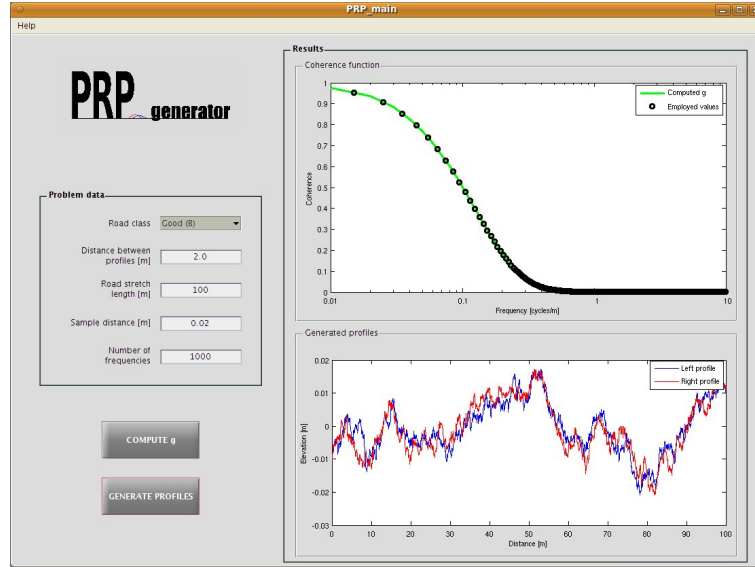 PRP_main
Help
PRP generator
Problem data
Road class
Good (B)
Distance between
profiles [m]
2.0
Road stretch
length [m]
100
Sample distance [m]
0.02
Number of
frequencies
1000
COMPUTE g
GENERATE PROFILES
Results
Coherence function
1
0.9
0.8
0.7
0.6
0.5
0.4
0.3
0.2
0.1
0
Coherence
Computed g
Employed values
0.01 0.1 1 10
Frequency [cycles/m]
Generated profiles
0.02
0.01
0
-0.01
-0.02
-0.03
Elevation [m]
Left profile
Right profile
0 10 20 30 40 50 60 70 80 90 100
Distance [m]